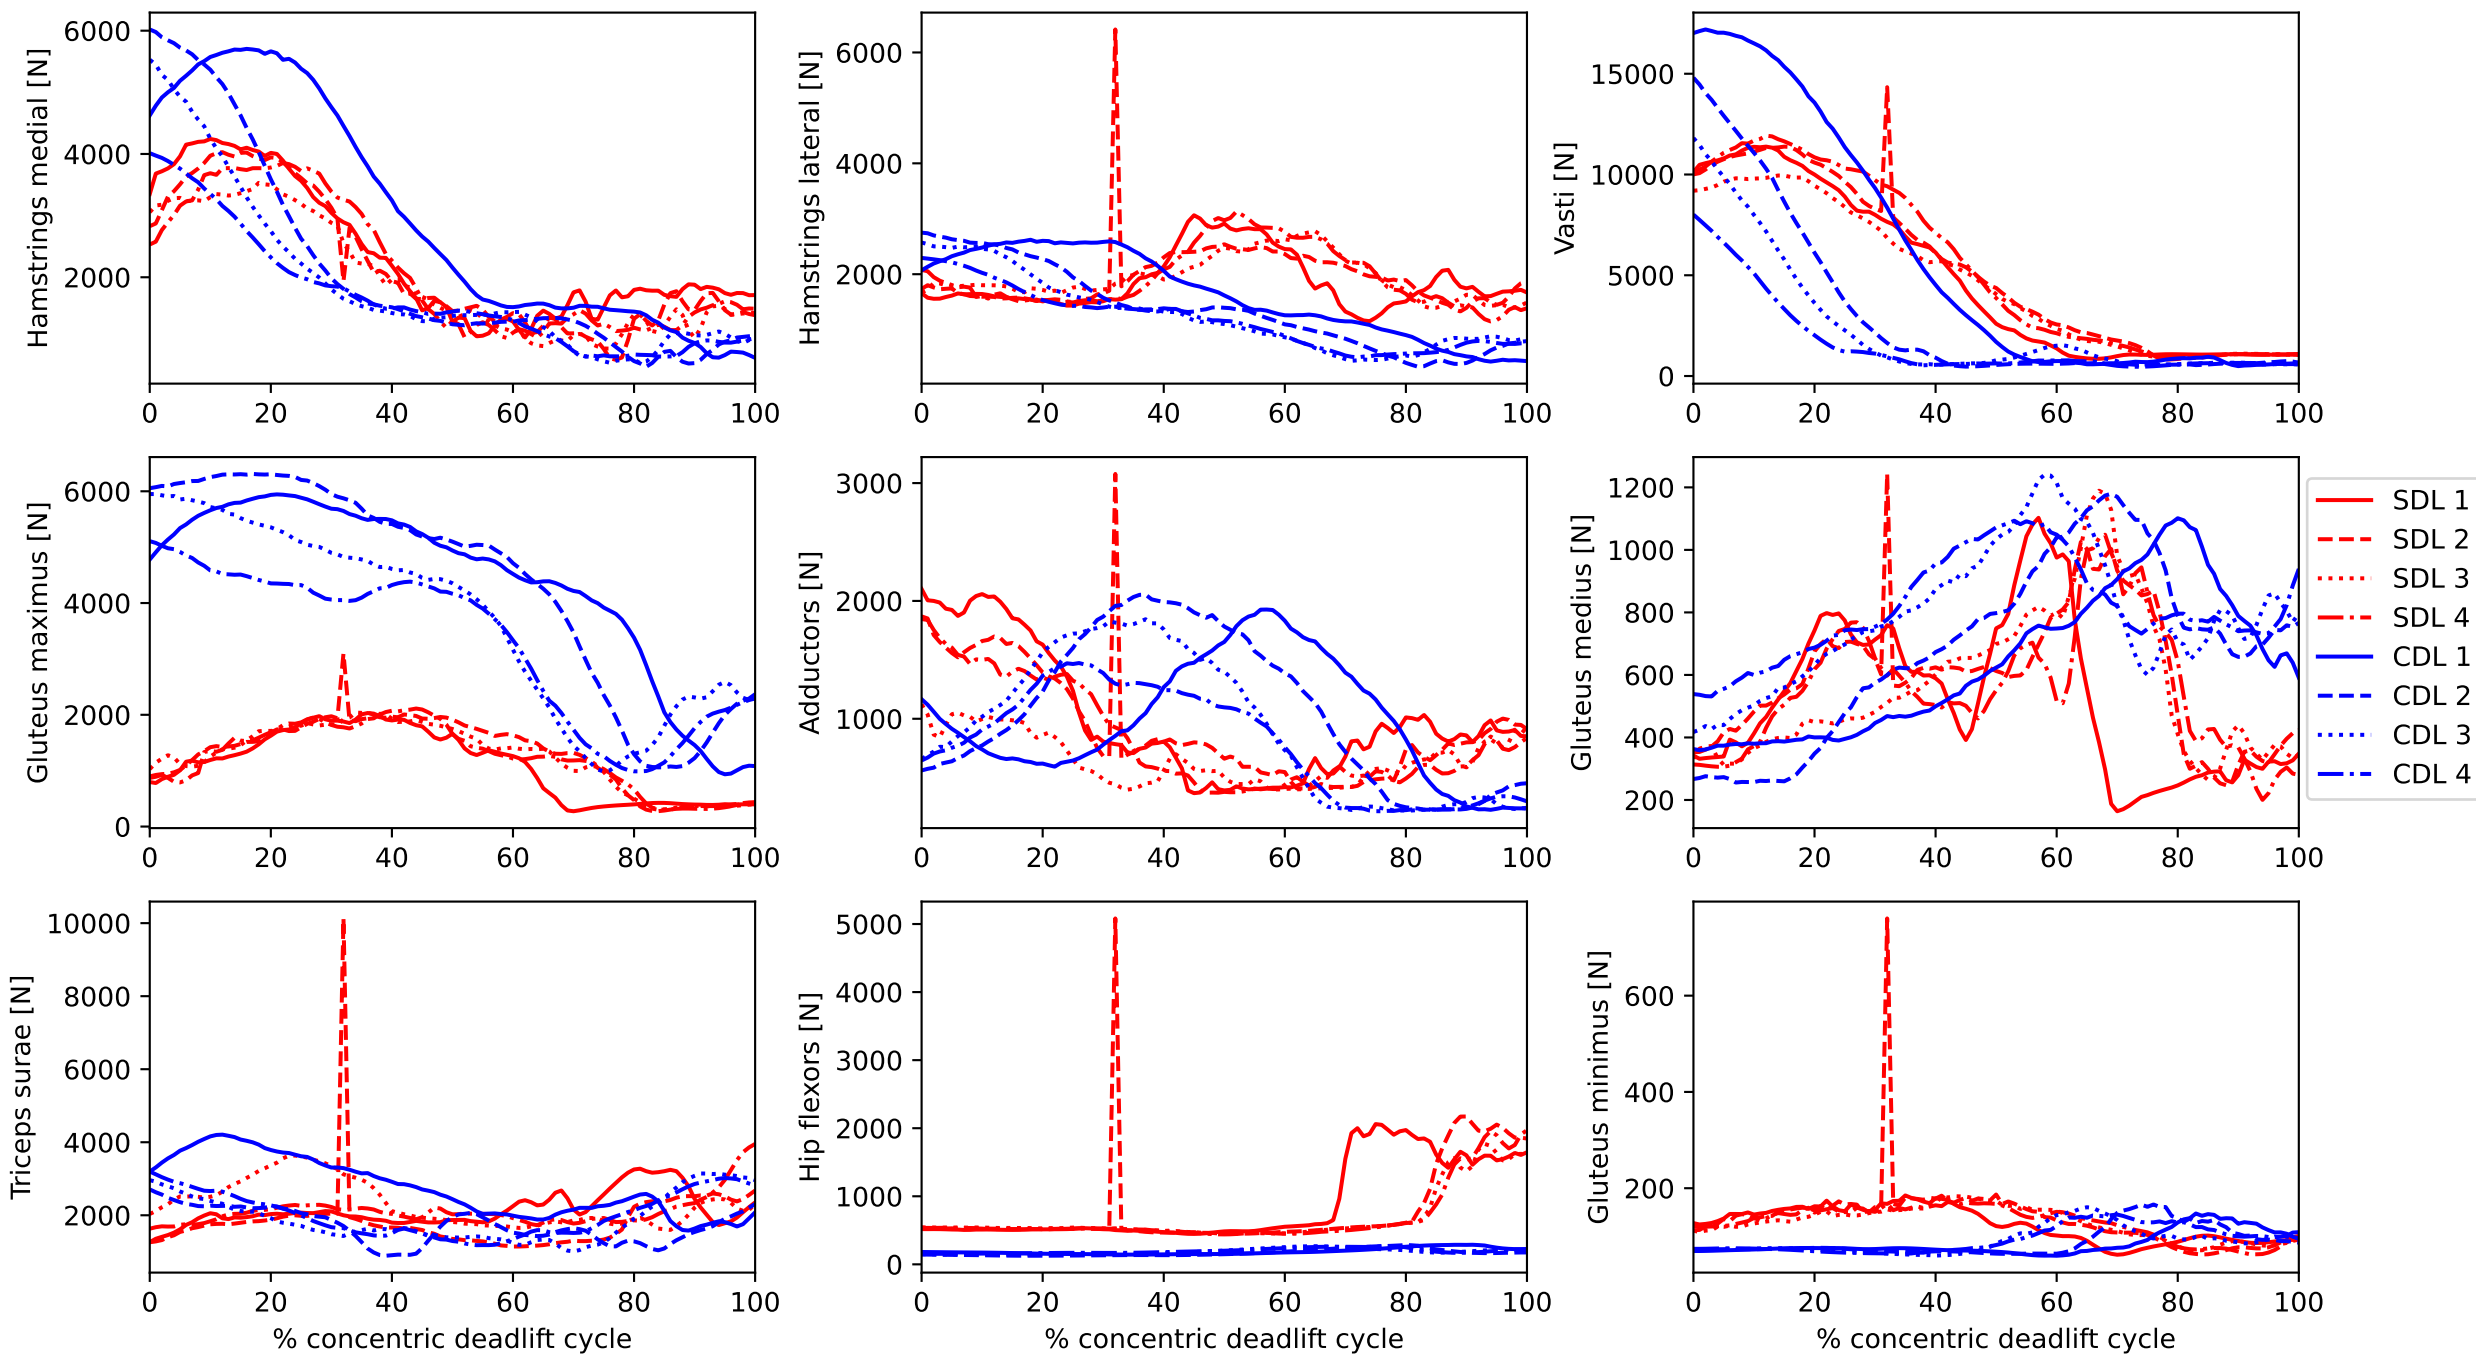 Hamstrings medial [N]
6000
4000
2000
0 20 40 60 80 100
Hamstrings lateral [N]
6000
4000
2000
0 20 40 60 80 100
Vasti [N]
15000
10000
5000
0
0 20 40 60 80 100
Gluteus maximus [N]
6000
4000
2000
0
0 20 40 60 80 100
Adductors [N]
3000
2000
1000
0 20 40 60 80 100
Gluteus medius [N]
1200
1000
800
600
400
200
0 20 40 60 80 100
SDL 1
SDL 2
SDL 3
SDL 4
CDL 1
CDL 2
CDL 3
CDL 4
Triceps surae [N]
10000
8000
6000
4000
2000
0 20 40 60 80 100
% concentric deadlift cycle
Hip flexors [N]
5000
4000
3000
2000
1000
0
0 20 40 60 80 100
% concentric deadlift cycle
Gluteus minimus [N]
600
400
200
0 20 40 60 80 100
% concentric deadlift cycle